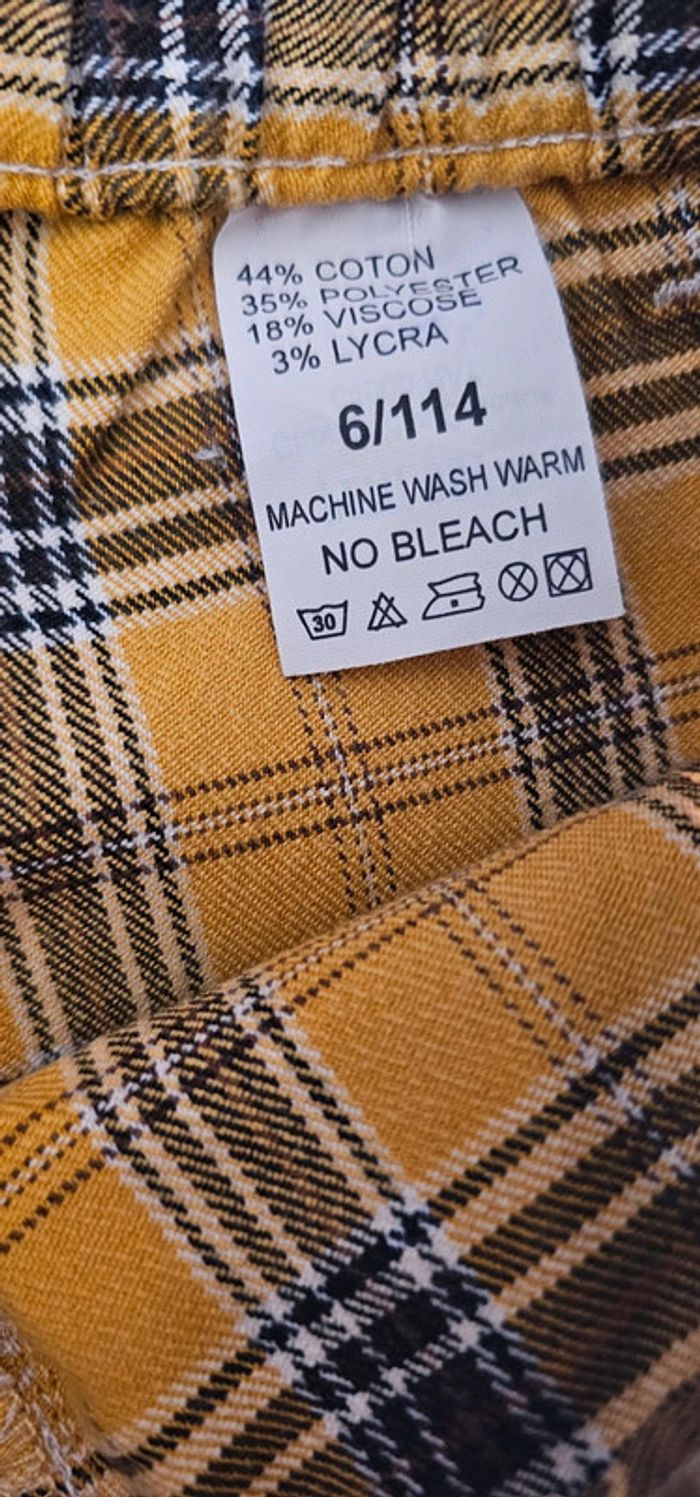 44% COTON
35% POLYESTER
18% VISCOSE
3% LYCRA
6/114
MACHINE WASH WARM
NO BLEACH
30